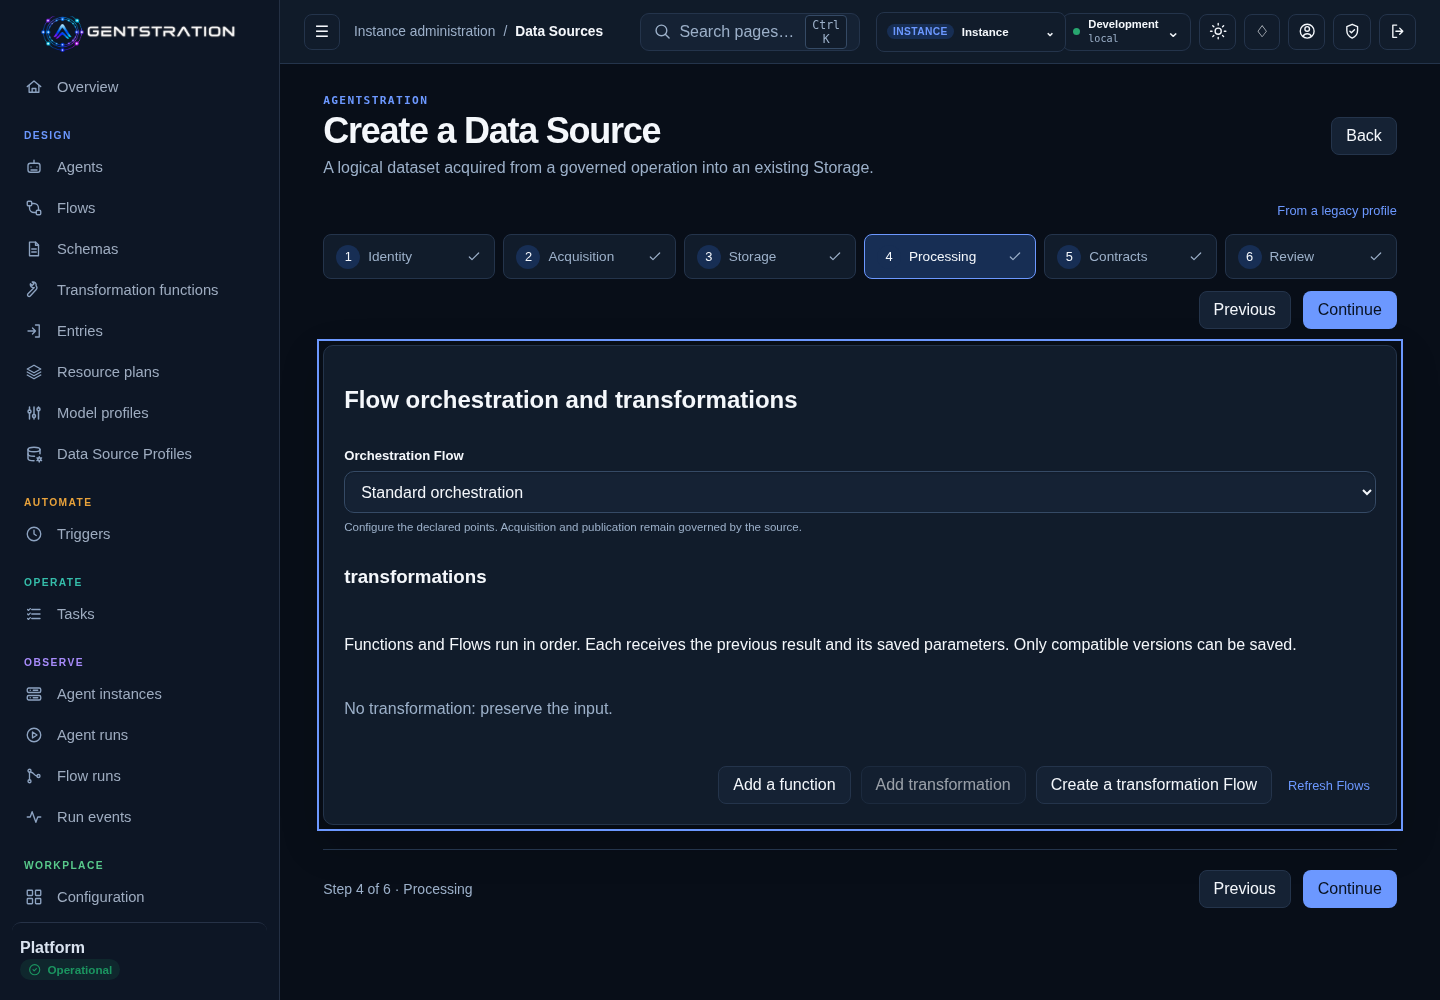 GENTSTRATION
Overview
DESIGN
Agents
Flows
Schemas
Transformation functions
Entries
Resource plans
Model profiles
Data Source Profiles
AUTOMATE
Triggers
OPERATE
Tasks
OBSERVE
Agent instances
Agent runs
Flow runs
Run events
WORKPLACE
Configuration
Platform
Operational
Instance administration / Data Sources
Search pages…
Ctrl
K
INSTANCE Instance
Development
local
AGENTSTRATION
Create a Data Source
A logical dataset acquired from a governed operation into an existing Storage.
Back
From a legacy profile
1 Identity
2 Acquisition
3 Storage
4 Processing
5 Contracts
6 Review
Previous
Continue
Flow orchestration and transformations
Orchestration Flow
Standard orchestration
Configure the declared points. Acquisition and publication remain governed by the source.
transformations
Functions and Flows run in order. Each receives the previous result and its saved parameters. Only compatible versions can be saved.
No transformation: preserve the input.
Add a function
Add transformation
Create a transformation Flow
Refresh Flows
Step 4 of 6 · Processing
Previous
Continue